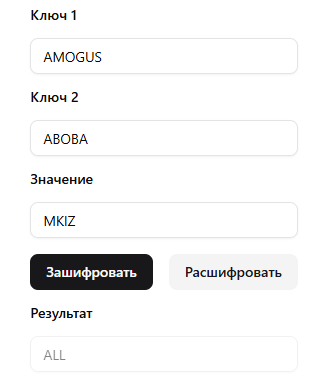 Ключ 1
AMOGUS
Ключ 2
ABOBA
Значение
MKIZ
Зашифровать Расшифровать
Результат
ALL